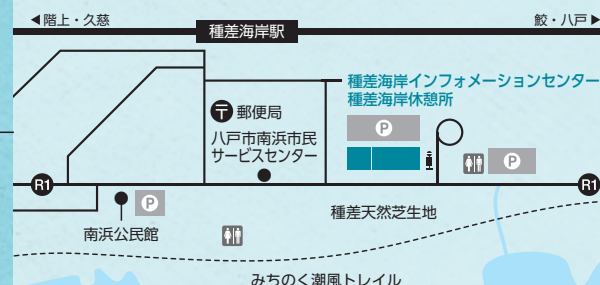 ◀階上・久慈
鮫・八戸▶
種差海岸駅
種差海岸インフォメーションセンター
種差海岸休憩所
〒 郵便局
P
八戸市南浜市民
サービスセンター
P
R1
R1
P
種差天然芝生地
南浜公民館
みちのく潮風トレイル